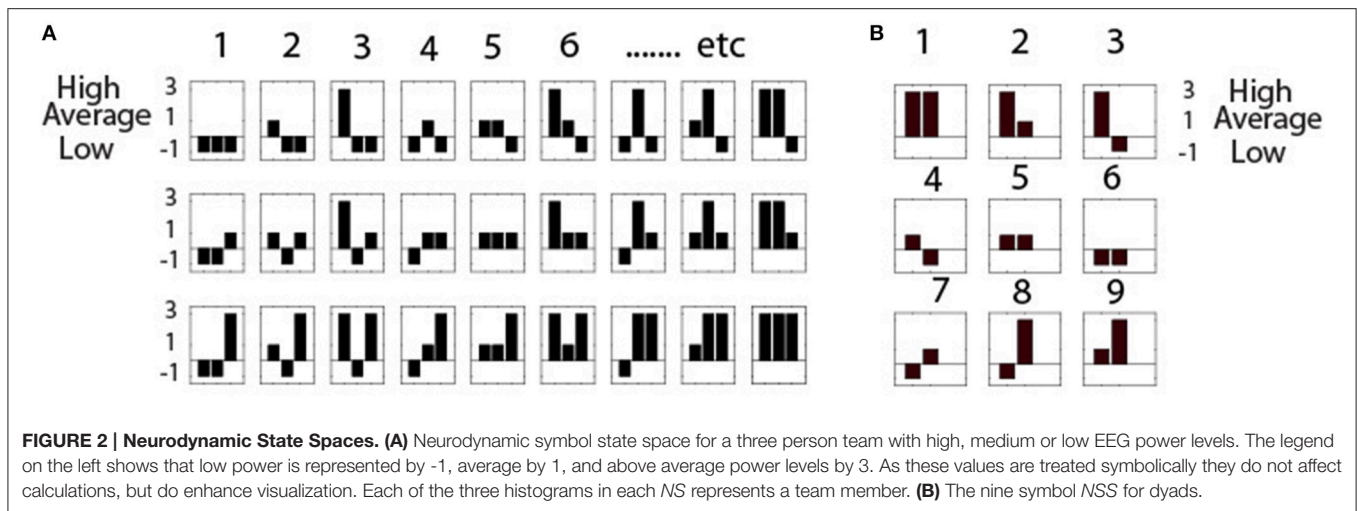 A
1 2 3 4 5 6 ....... etc
High
Average
Low
3
1
-1
3
1
-1
3
1
-1
B
1 2 3
3
1
-1
High
Average
Low
4 5 6
7 8 9
FIGURE 2 | Neurodynamic State Spaces. (A) Neurodynamic symbol state space for a three person team with high, medium or low EEG power levels. The legend
on the left shows that low power is represented by -1, average by 1, and above average power levels by 3. As these values are treated symbolically they do not affect
calculations, but do enhance visualization. Each of the three histograms in each NS represents a team member. (B) The nine symbol NSS for dyads.